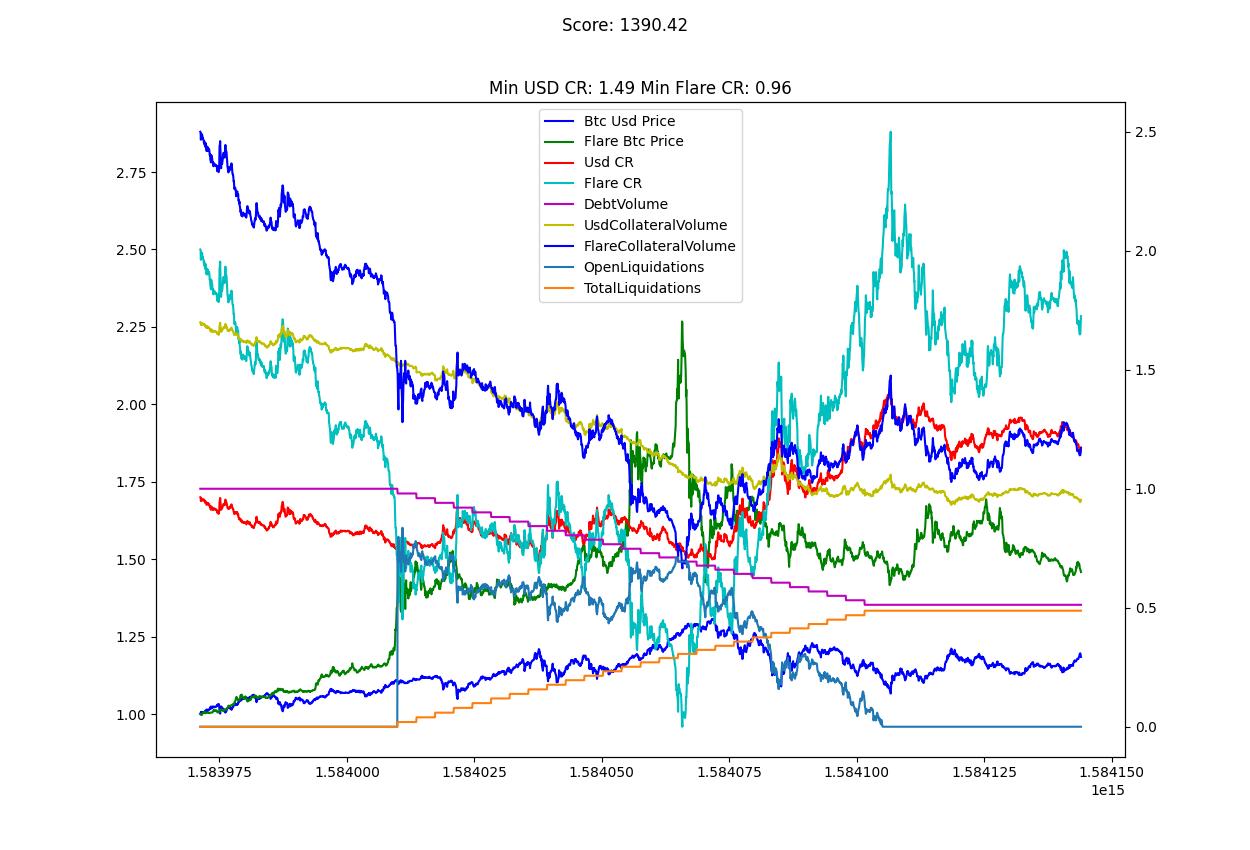 Score: 1390.42
Min USD CR: 1.49 Min Flare CR: 0.96
Btc Usd Price
Flare Btc Price
Usd CR
Flare CR
DebtVolume
UsdCollateralVolume
FlareCollateralVolume
OpenLiquidations
TotalLiquidations
2.75
2.50
2.25
2.00
1.75
1.50
1.25
1.00
2.5
2.0
1.5
1.0
0.5
0.0
1.583975
1.584000
1.584025
1.584050
1.584075
1.584100
1.584125
1.584150
1e15